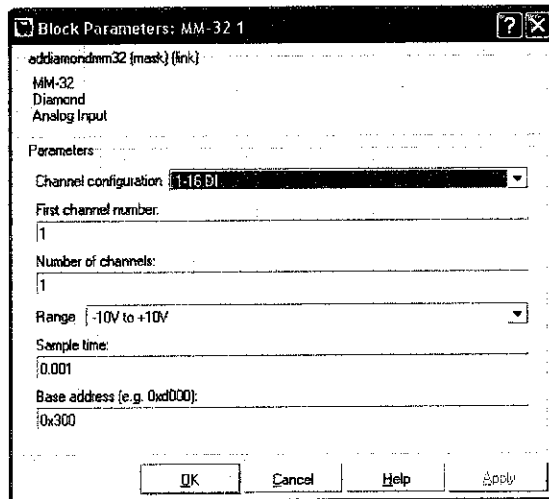 Block Parameters: MM-32 1
addiamondmm32 (mask) (link)
MM-32
Diamond
Analog Input
Parameters
Channel configuration 1-16 DI
First channel number:
1
Number of channels:
1
Range -10V to +10V
Sample time:
0.001
Base address (e.g. 0xd000):
0x300
OK Cancel Help Apply